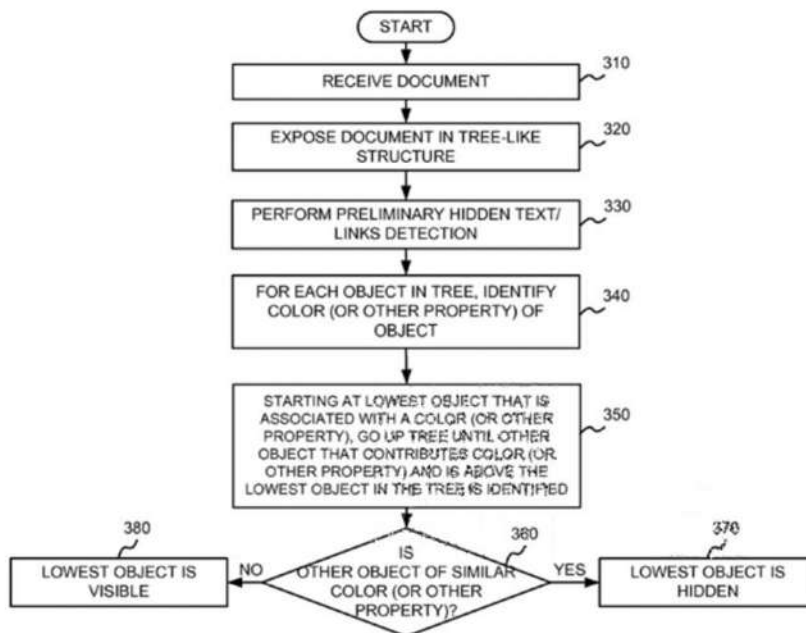 START
310
RECEIVE DOCUMENT
320
EXPOSE DOCUMENT IN TREE-LIKE
STRUCTURE
330
PERFORM PRELIMINARY HIDDEN TEXT/
LINKS DETECTION
340
FOR EACH OBJECT IN TREE, IDENTIFY
COLOR (OR OTHER PROPERTY) OF
OBJECT
350
STARTING AT LOWEST OBJECT THAT IS
ASSOCIATED WITH A COLOR (OR OTHER
PROPERTY), GO UP TREE UNTIL OTHER
OBJECT THAT CONTRIBUTES COLOR (OR
OTHER PROPERTY) AND IS ABOVE THE
LOWEST OBJECT IN THE TREE IS IDENTIFIED
360
IS
OTHER OBJECT OF SIMILAR
COLOR (OR OTHER
PROPERTY)?
NO
380
LOWEST OBJECT IS
VISIBLE
YES
370
LOWEST OBJECT IS
HIDDEN